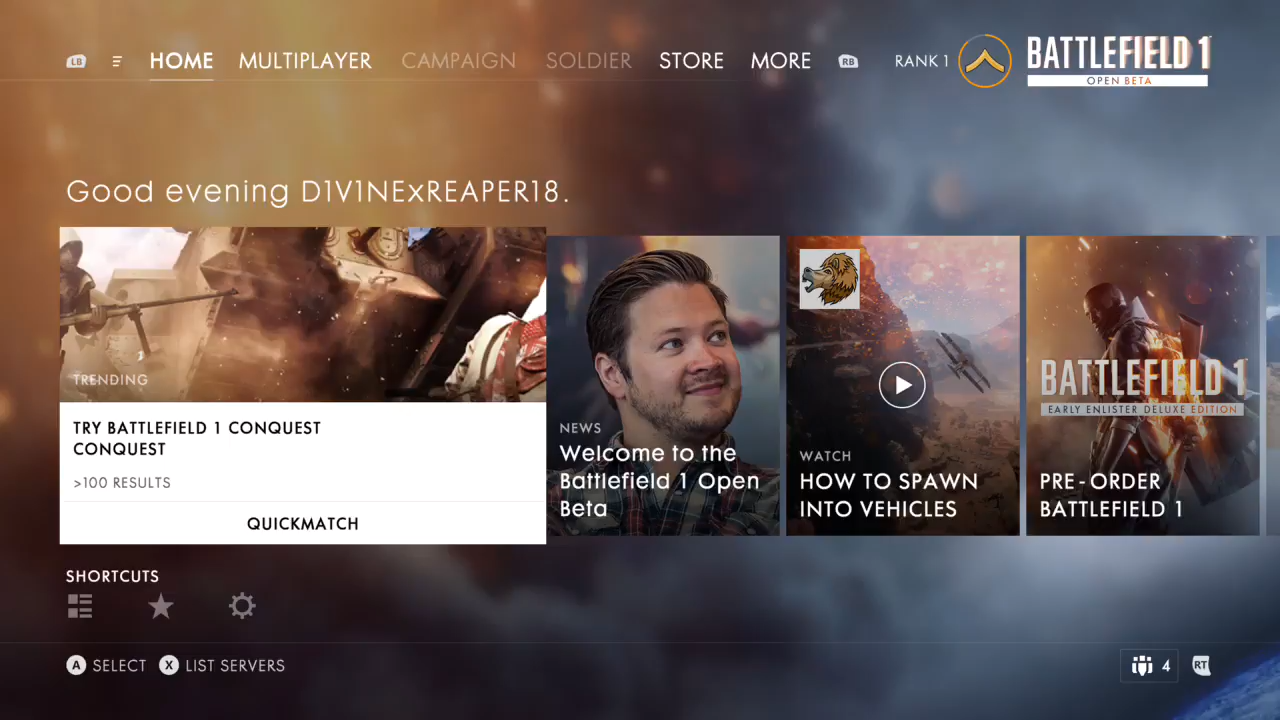 LB
HOME
MULTIPLAYER
CAMPAIGN
SOLDIER
STORE
MORE
RB
RANK 1
BATTLEFIELD 1
OPEN BETA
Good evening D1V1NExREAPER18.
TRENDING
TRY BATTLEFIELD 1 CONQUEST
CONQUEST
>100 RESULTS
QUICKMATCH
NEWS
Welcome to the
Battlefield 1 Open
Beta
WATCH
HOW TO SPAWN
INTO VEHICLES
BATTLEFIELD 1
EARLY ENLISTER DELUXE EDITION
PRE-ORDER
BATTLEFIELD 1
SHORTCUTS
A SELECT
X LIST SERVERS
4
RT